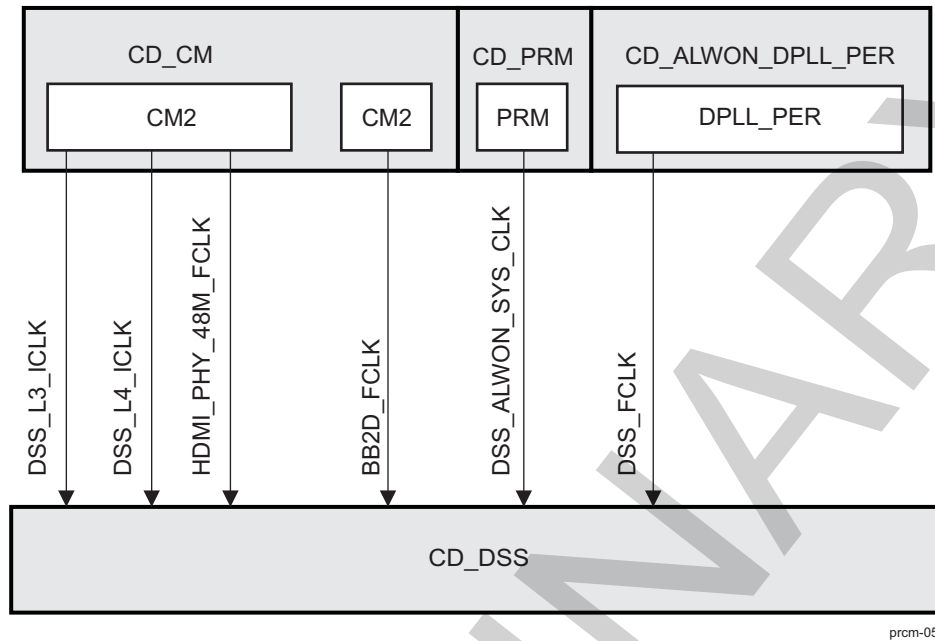 CD_CM
CD_PRM
CD_ALWON_DPLL_PER
CM2
CM2
PRM
DPLL_PER
DSS_L3_ICLK
DSS_L4_ICLK
HDMI_PHY_48M_FCLK
BB2D_FCLK
DSS_ALWON_SYS_CLK
DSS_FCLK
CD_DSS